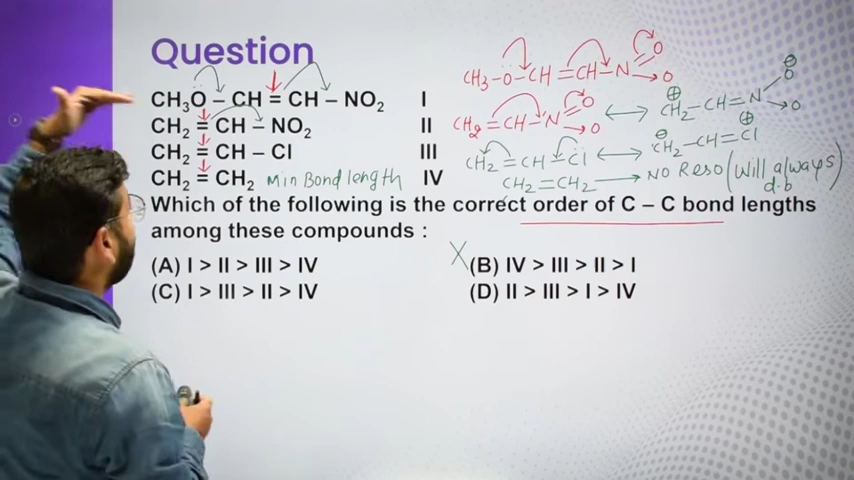 Question
CH3O – CH = CH – NO2 I
CH2 = CH – NO2 II
CH2 = CH – Cl III
CH2 = CH2 Min Bond length IV
CH3-O-CH=CH-N=O→O
CH2=CH-N=O→O ↔ ⊕CH2-CH=N-O⊖→O
CH2=CH-Cl ↔ ⊖CH2-CH=Cl⊕
CH2=CH2 → NO Reso (Will always d.b)
Which of the following is the correct order of C – C bond lengths
among these compounds :
(A) I > II > III > IV
X (B) IV > III > II > I
(C) I > III > II > IV
(D) II > III > I > IV